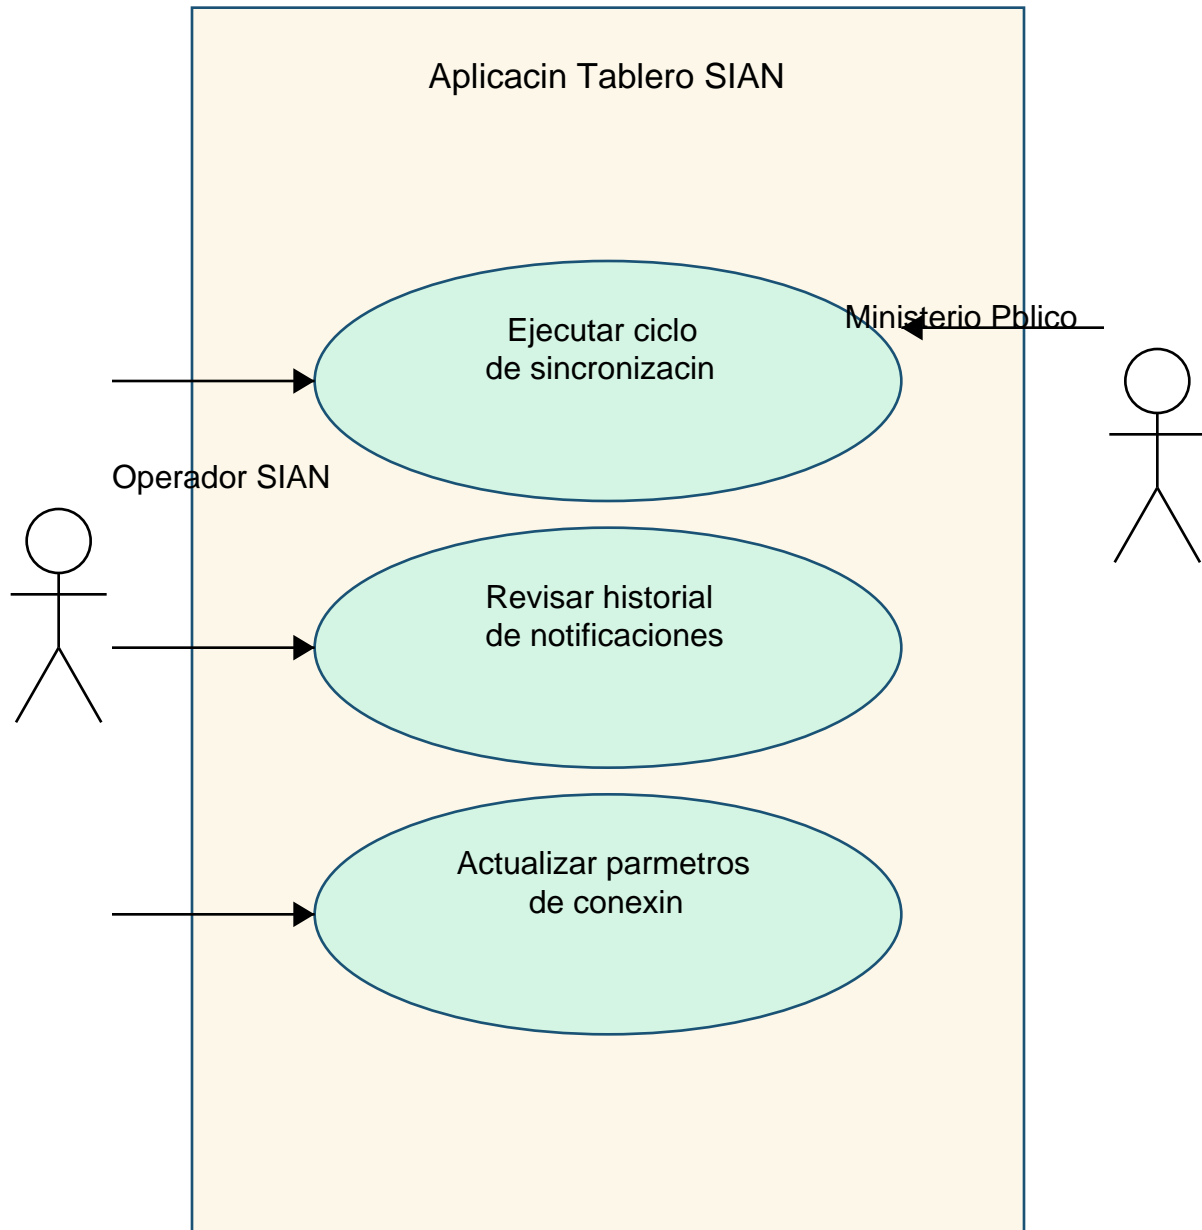 Aplicacin Tablero SIAN
Ministerio Pblico
Ejecutar ciclo
de sincronizacin
Operador SIAN
Revisar historial
de notificaciones
Actualizar parmetros
de conexin